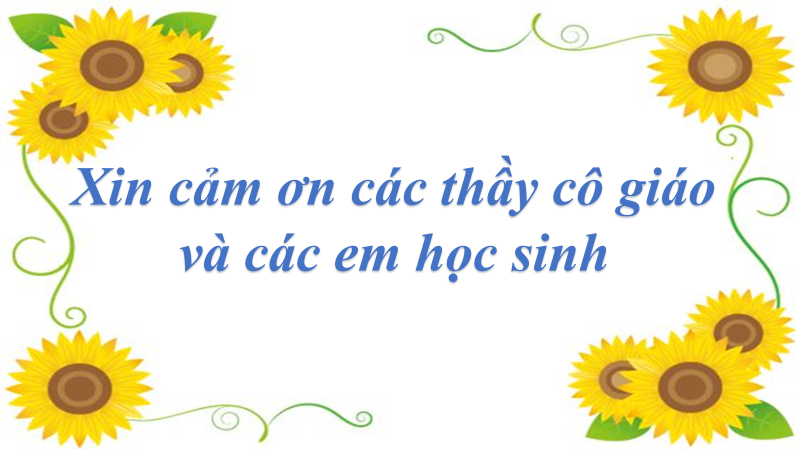 Xin cảm ơn các thầy cô giáo
và các em học sinh